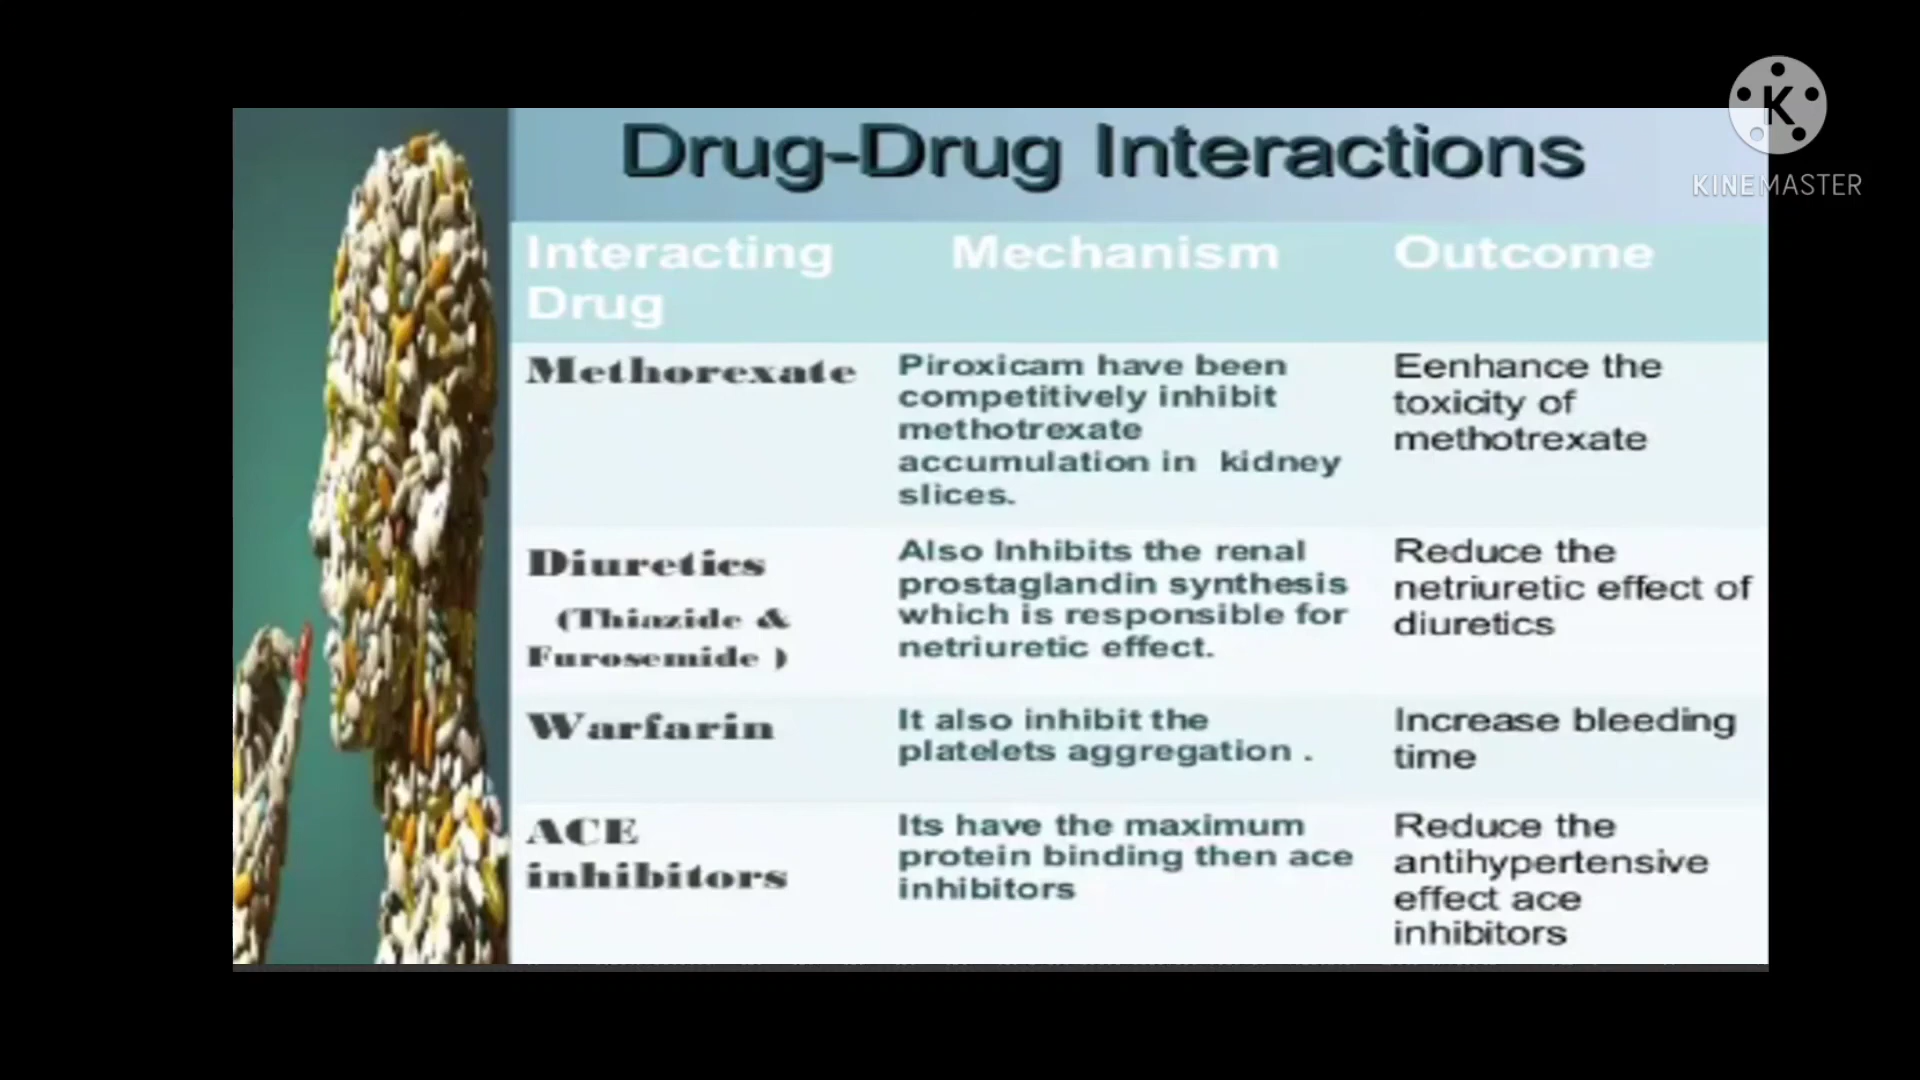 K
KINEMASTER
Drug-Drug Interactions
Interacting
Drug
Mechanism
Outcome
Methorexate
Piroxicam have been
competitively inhibit
methotrexate
accumulation in kidney
slices.
Eenhance the
toxicity of
methotrexate
Diuretics
(Thiazide &
Furosemide )
Also Inhibits the renal
prostaglandin synthesis
which is responsible for
netriuretic effect.
Reduce the
netriuretic effect of
diuretics
Warfarin
It also inhibit the
platelets aggregation .
Increase bleeding
time
ACE
inhibitors
Its have the maximum
protein binding then ace
inhibitors
Reduce the
antihypertensive
effect ace
inhibitors